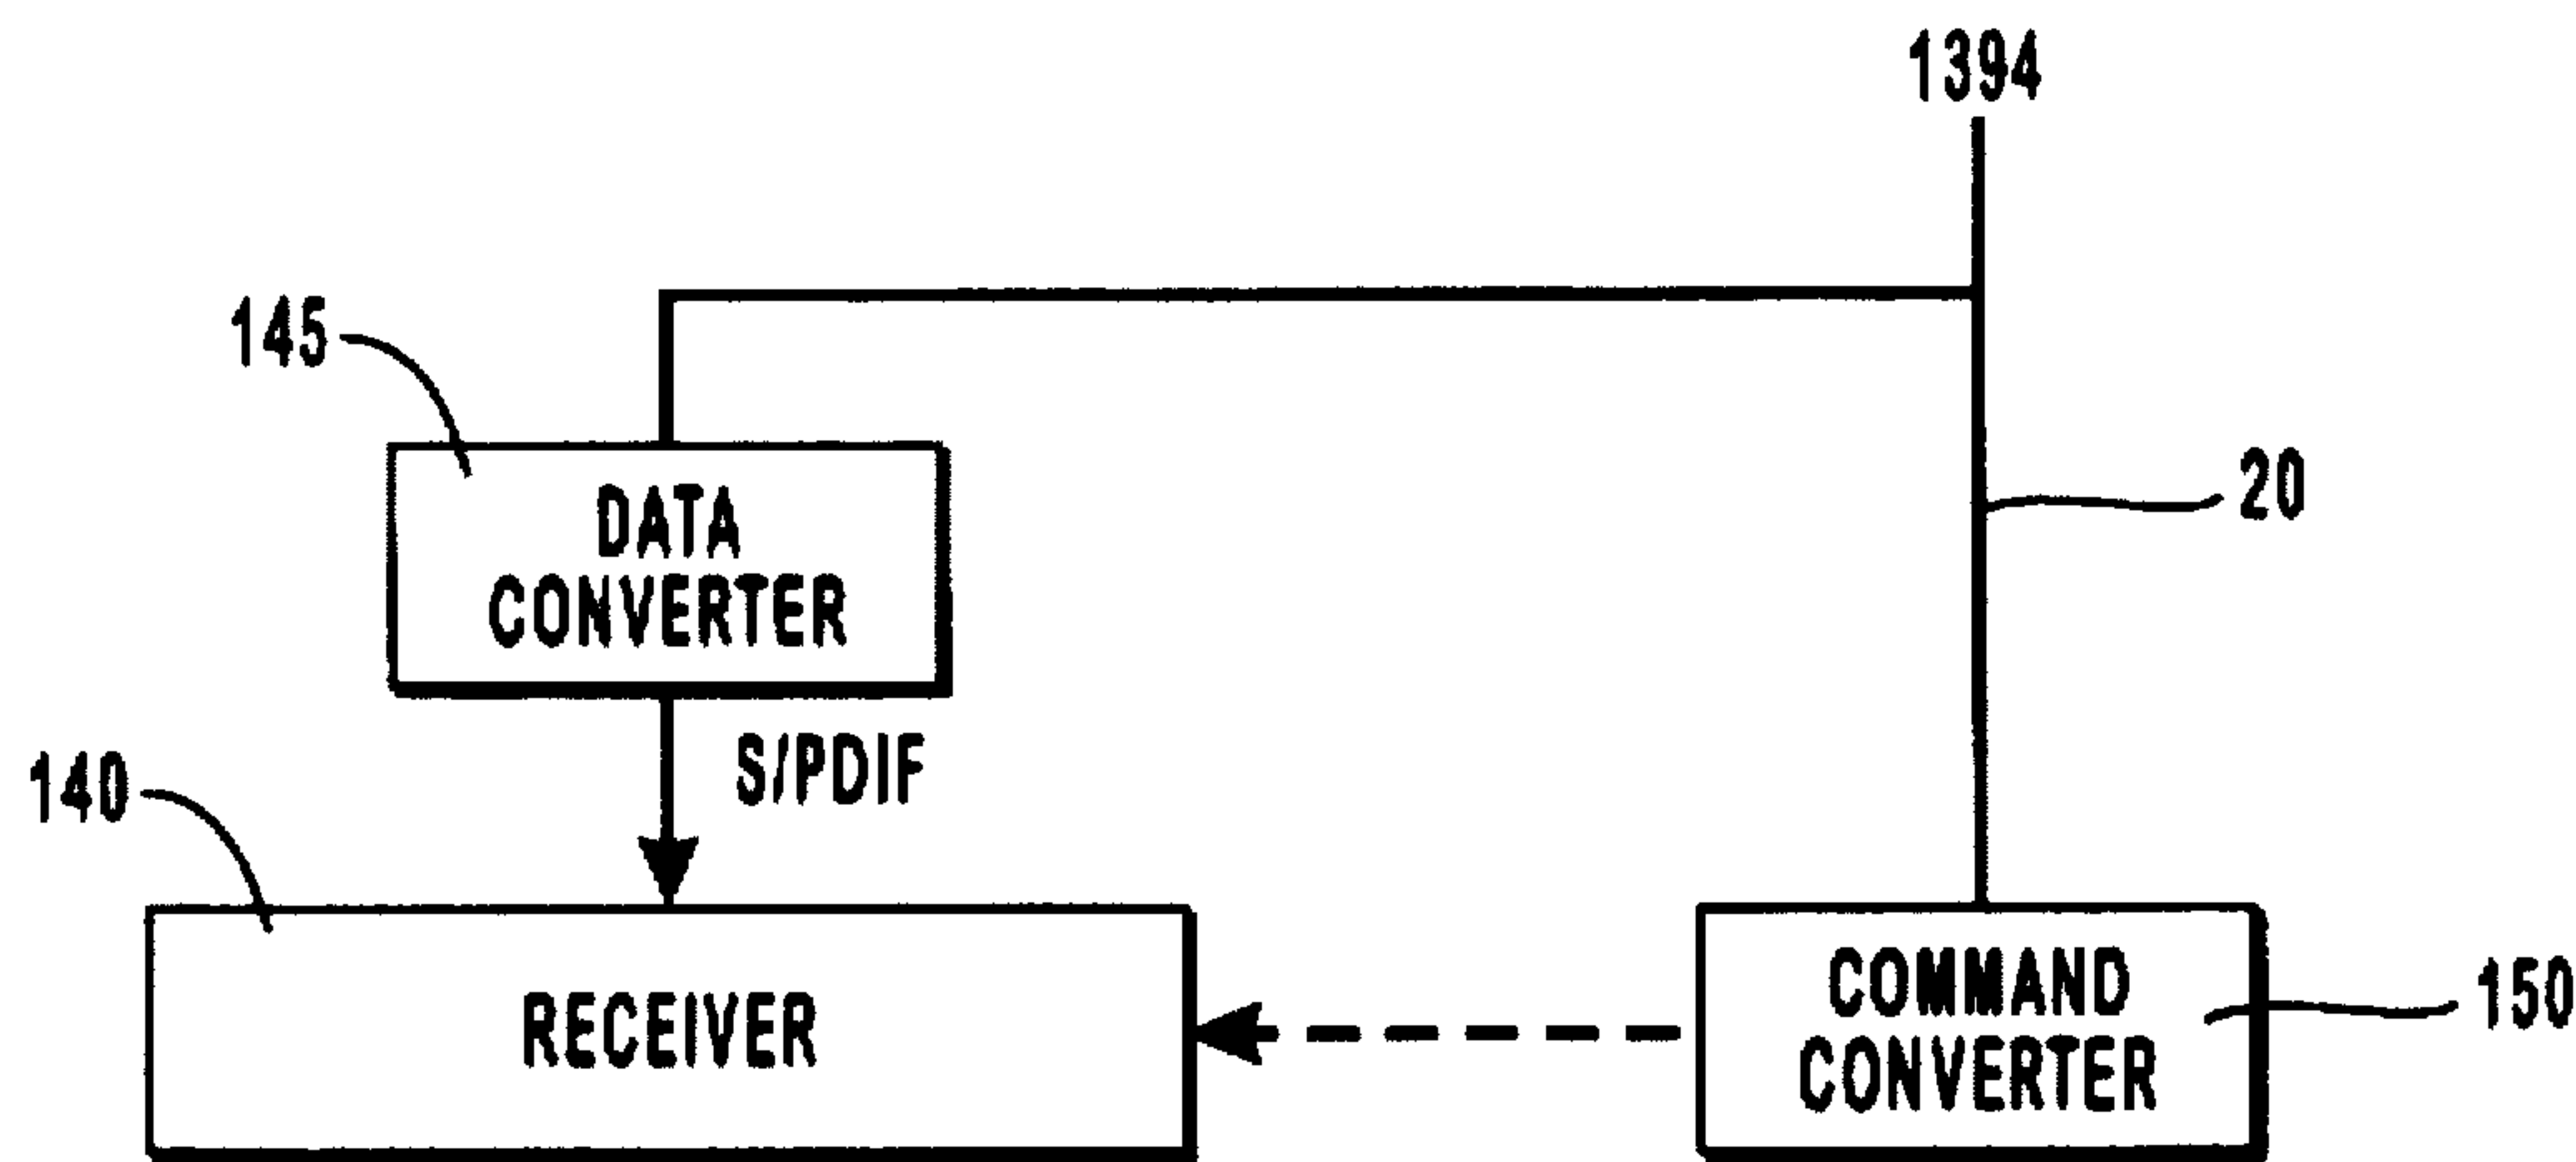 1394
145
DATA
CONVERTER
20
S/PDIF
140
RECEIVER
COMMAND
CONVERTER
150